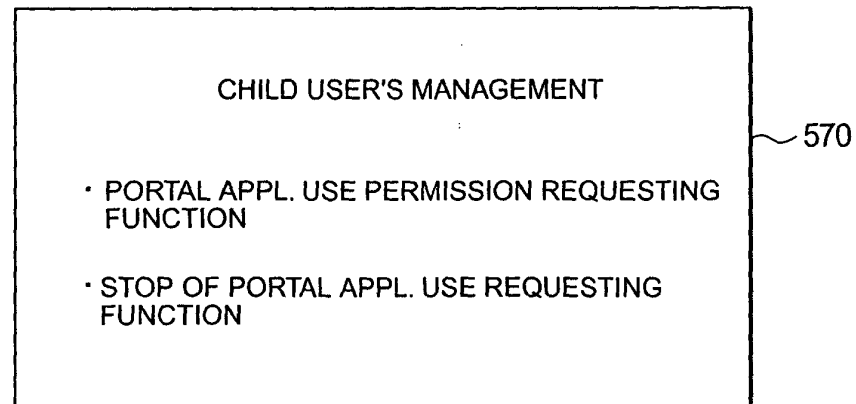 CHILD USER'S MANAGEMENT
570
· PORTAL APPL. USE PERMISSION REQUESTING
FUNCTION
· STOP OF PORTAL APPL. USE REQUESTING
FUNCTION